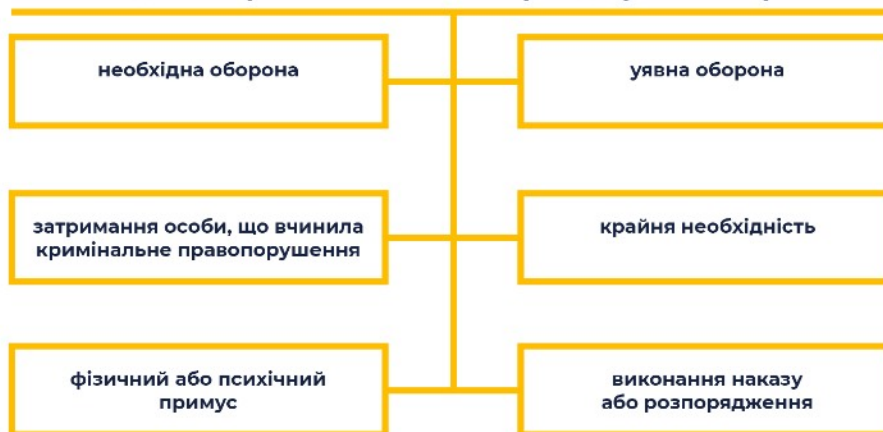 необхідна оборона
уявна оборона
затримання особи, що вчинила
кримінальне правопорушення
крайня необхідність
фізичний або психічний
примус
виконання наказу
або розпорядження